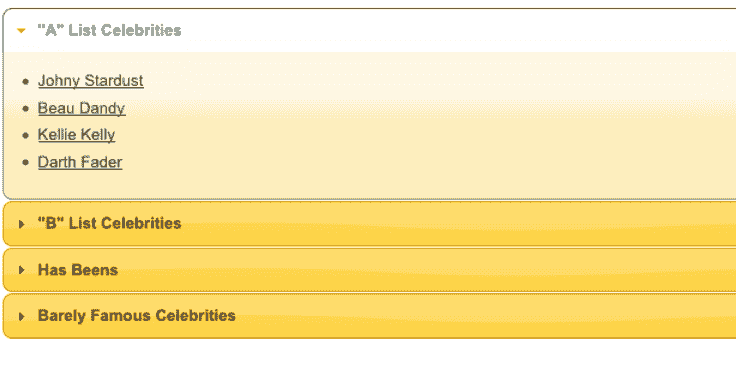 "A" List Celebrities
Johny Stardust
Beau Dandy
Kellie Kelly
Darth Fader
"B" List Celebrities
Has Beens
Barely Famous Celebrities